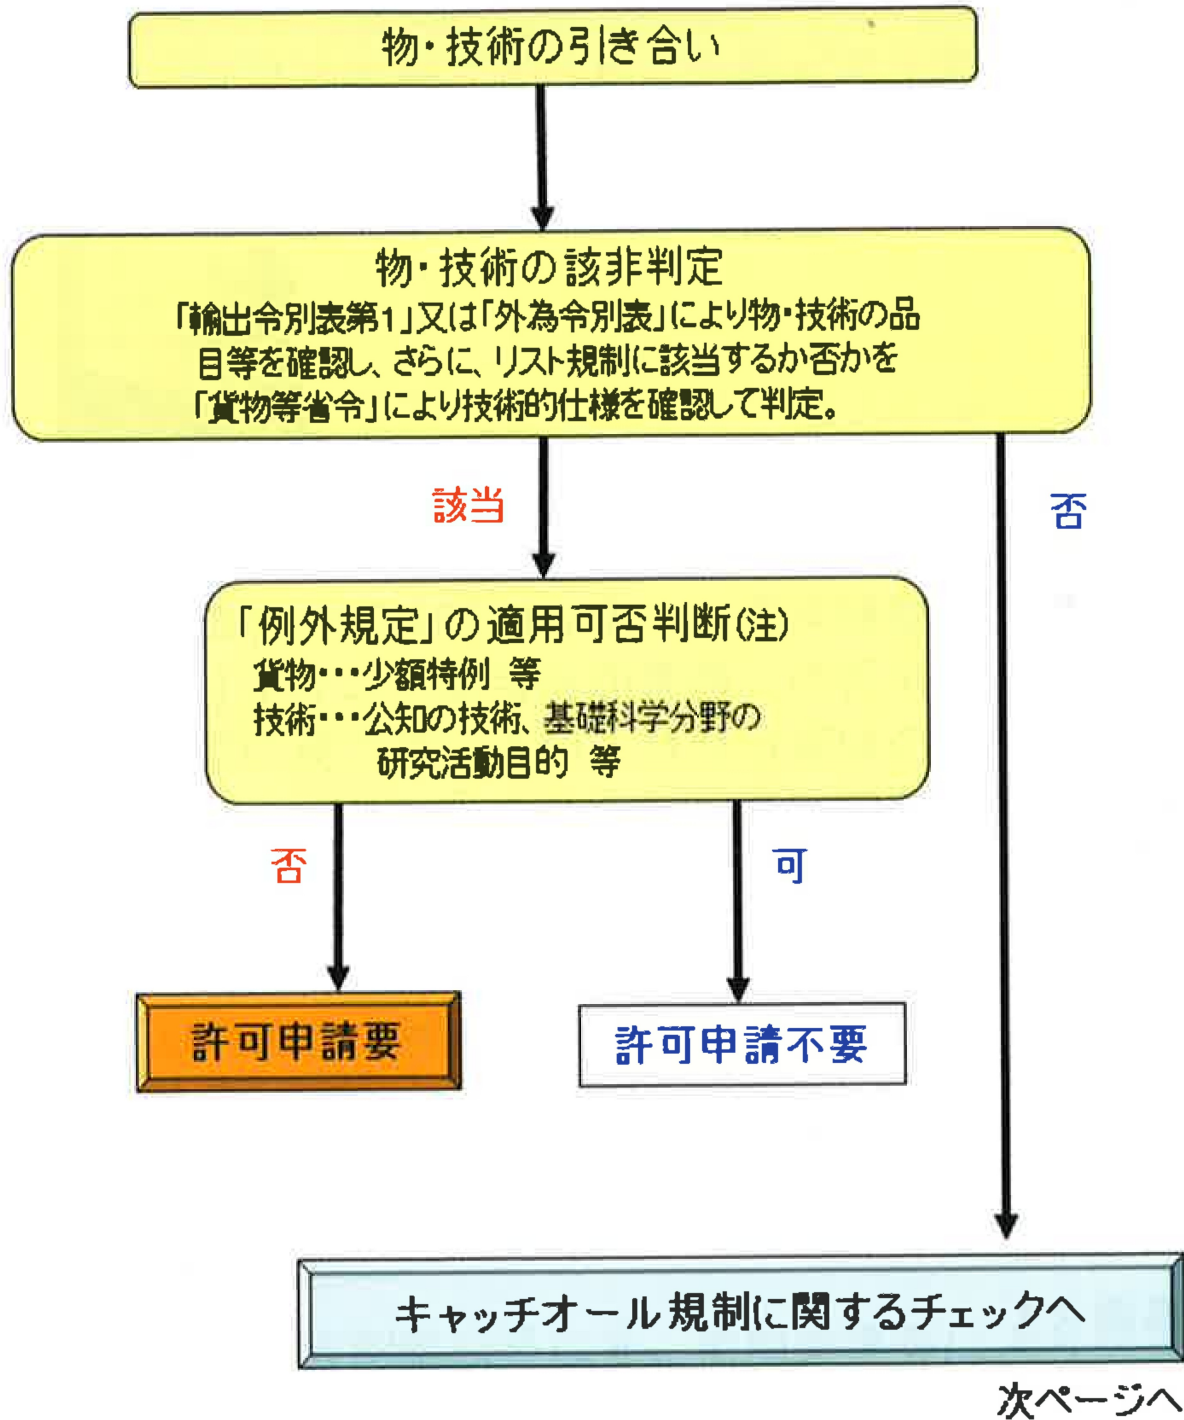 物・技術の引き合い
物・技術の該非判定
「輸出令別表第1」又は「外為令別表」により物・技術の品
目等を確認し、さらに、リスト規制に該当するか否かを
「貨物等省令」により技術的仕様を確認して判定。
該当
否
「例外規定」の適用可否判断(注)
貨物・・・少額特例 等
技術・・・公知の技術、基礎科学分野の
研究活動目的 等
否
可
許可申請要
許可申請不要
キャッチオール規制に関するチェックへ
次ページへ